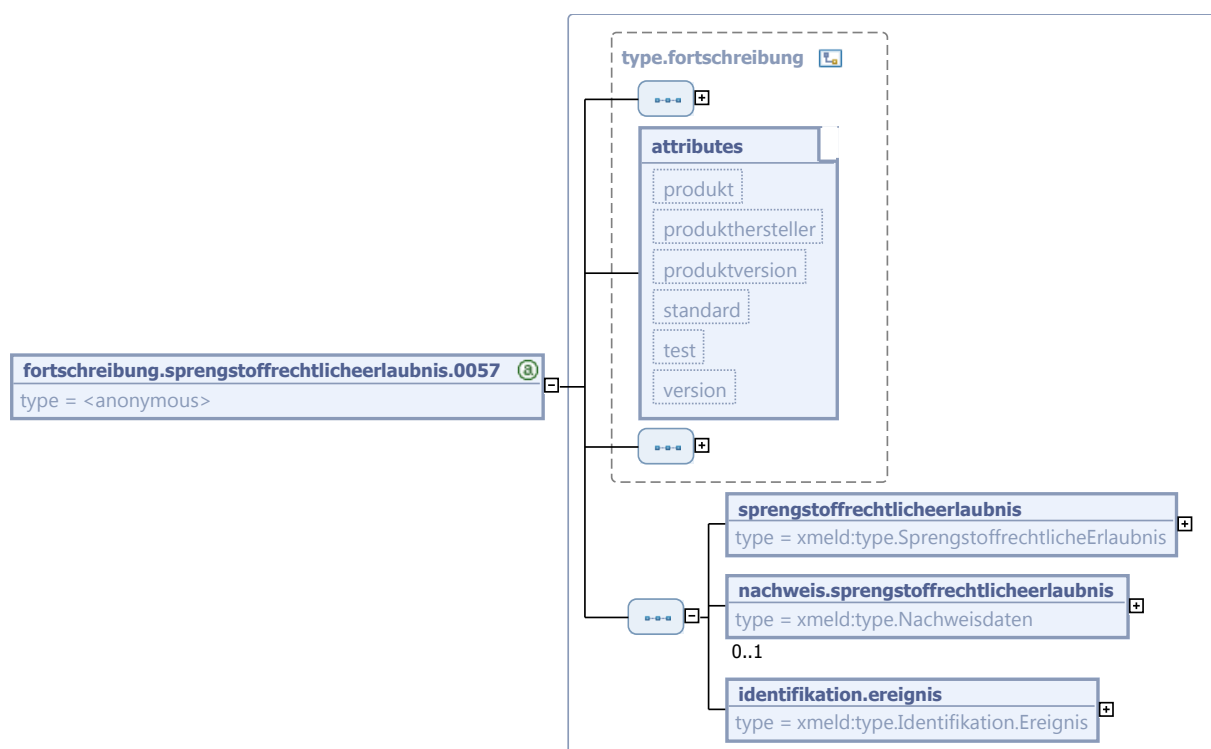 type.fortschreibung
attributes
produkt
produkthersteller
produktversion
standard
test
version
fortschreibung.sprengstoffrechtlicheerlaubnis.0057 a
type = <anonymous>
sprengstoffrechtlicheerlaubnis
type = xmeld:type.SprengstoffrechtlicheErlaubnis
nachweis.sprengstoffrechtlicheerlaubnis
type = xmeld:type.Nachweisdaten
0..1
identifikation.ereignis
type = xmeld:type.Identifikation.Ereignis